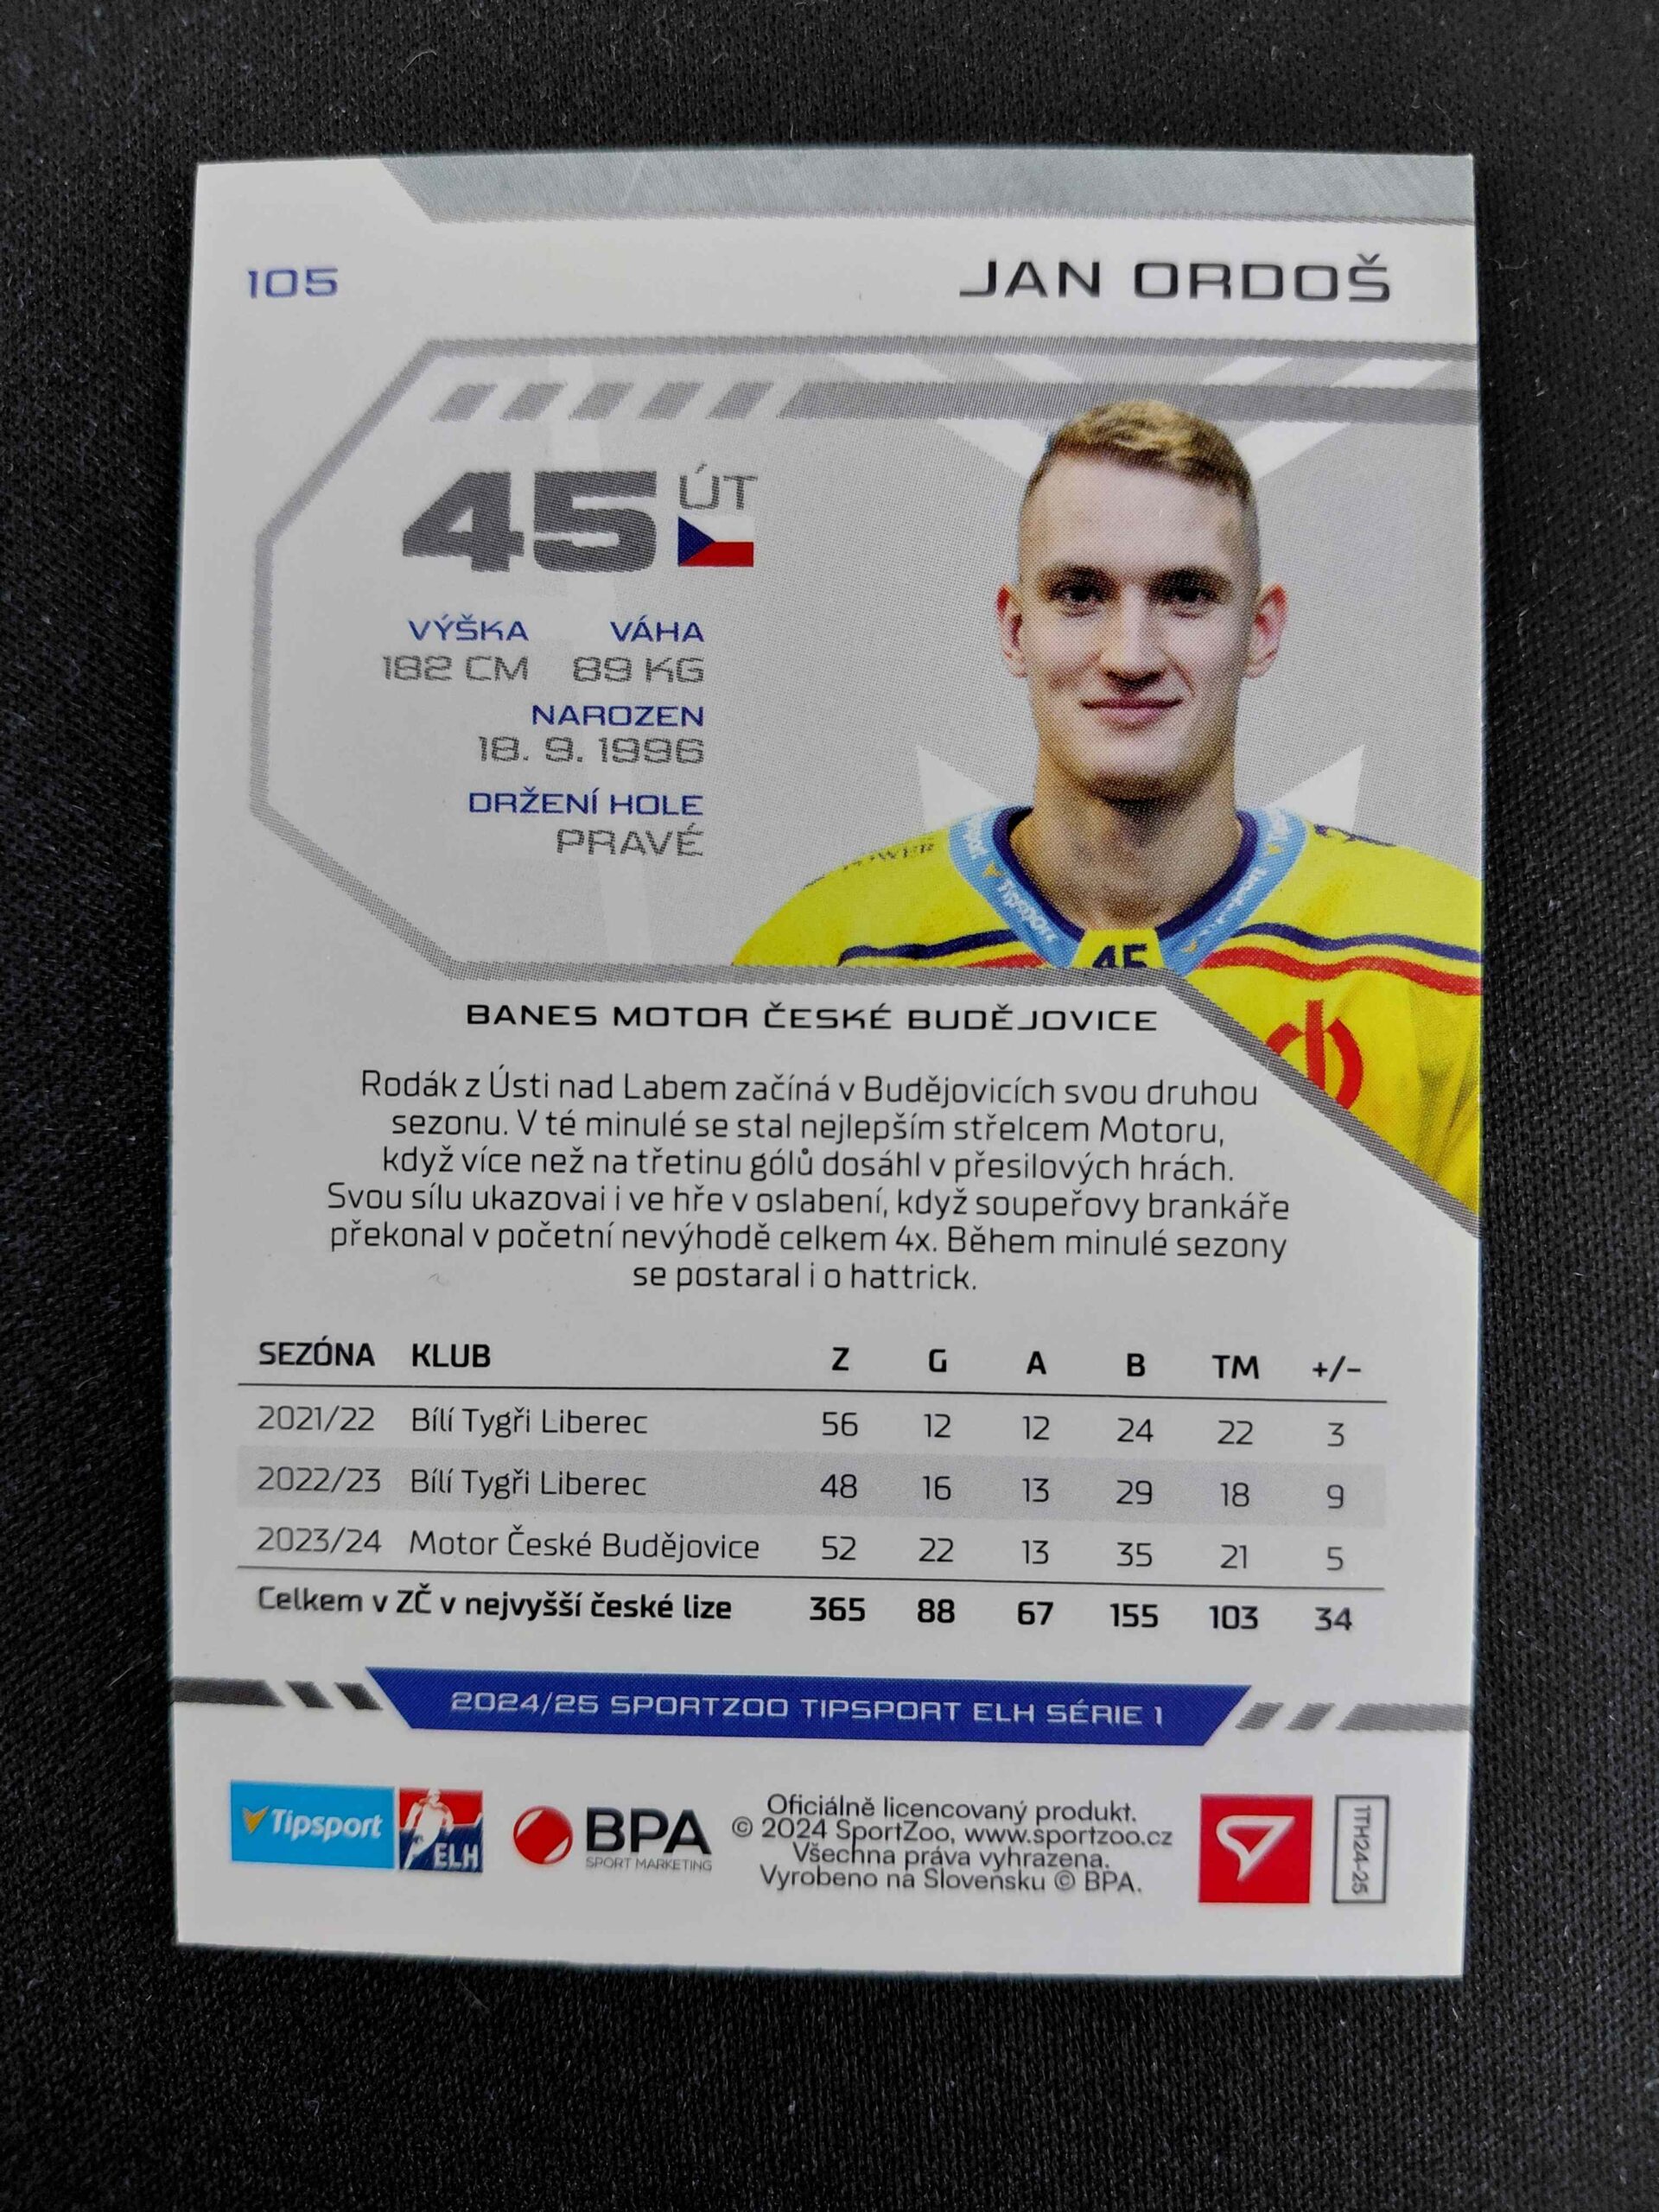 105
JAN ORDOŠ
45 ÚT
VÝŠKA VÁHA
182 CM 89 KG
NAROZEN
18. 9. 1996
DRŽENÍ HOLE
PRAVÉ
Tipsport
45
BANES MOTOR ČESKÉ BUDĚJOVICE
Rodák z Ústi nad Labem začíná v Budějovicích svou druhou
sezonu. V té minulé se stal nejlepším střelcem Motoru,
když více než na třetinu gólů dosáhl v přesilových hrách.
Svou sílu ukazovai i ve hře v oslabení, když soupeřovy brankáře
překonal v početní nevýhodě celkem 4x. Během minulé sezony
se postaral i o hattrick.
SEZÓNA KLUB Z G A B TM +/-
2021/22 Bílí Tygři Liberec 56 12 12 24 22 3
2022/23 Bílí Tygři Liberec 48 16 13 29 18 9
2023/24 Motor České Budějovice 52 22 13 35 21 5
Celkem v ZČ v nejvyšší české lize 365 88 67 155 103 34
2024/25 SPORTZOO TIPSPORT ELH SÉRIE 1
Tipsport
ELH
BPA
SPORT MARKETING
Oficiálně licencovaný produkt.
© 2024 SportZoo, www.sportzoo.cz
Všechna práva vyhrazena.
Vyrobeno na Slovensku © BPA.
1TH24-25